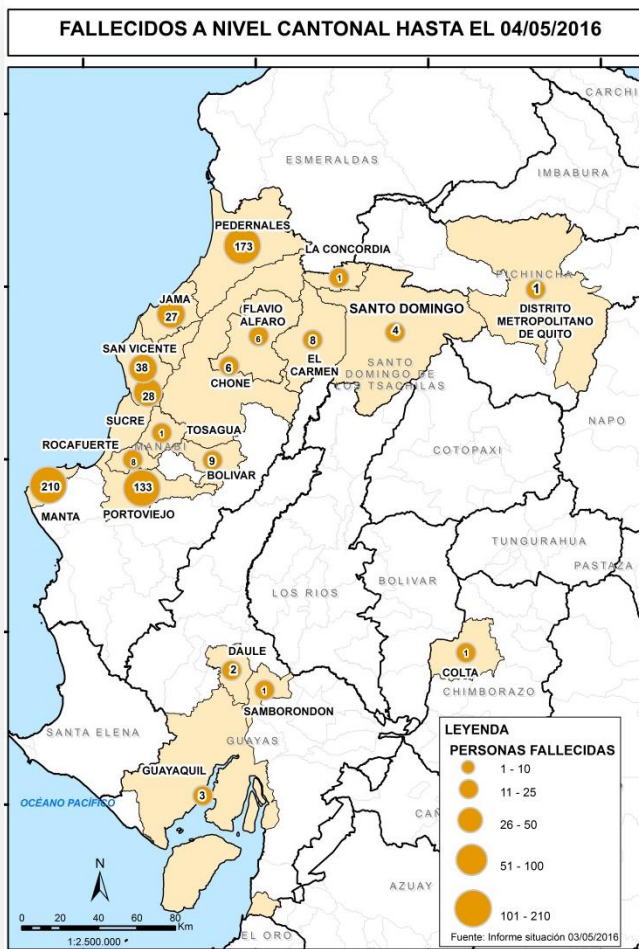 FALLECIDOS A NIVEL CANTONAL HASTA EL 04/05/2016
CARCHI
ESMERALDAS
IMBABURA
PEDERNALES
173
LA CONCORDIA
1
PICHINCHA
1
JAMA
27
FLAVIO
ALFARO
6
SANTO DOMINGO
4
DISTRITO
METROPOLITANO
DE QUITO
SAN VICENTE
38
8
EL
CARMEN
6
CHONE
SANTO
DOMINGO DE
LOS TSACHILAS
28
SUCRE
1
TOSAGUA
NAPO
ROCAFUERTE
MANABI
8
9
BOLIVAR
COTOPAXI
210
MANTA
133
PORTOVIEJO
TUNGURAHUA
PASTAZA
LOS RIOS
BOLIVAR
DAULE
2
1
COLTA
1
SAMBORONDON
CHIMBORAZO
SANTA ELENA
GUAYAS
GUAYAQUIL
3
OCÉANO PACÍFICO
CAÑ
AZUAY
EL ORO
LEYENDA
PERSONAS FALLECIDAS
1 - 10
11 - 25
26 - 50
51 - 100
101 - 210
Fuente: Informe situación 03/05/2016
N
0 20 40 60 80
Km
1:2.500.000